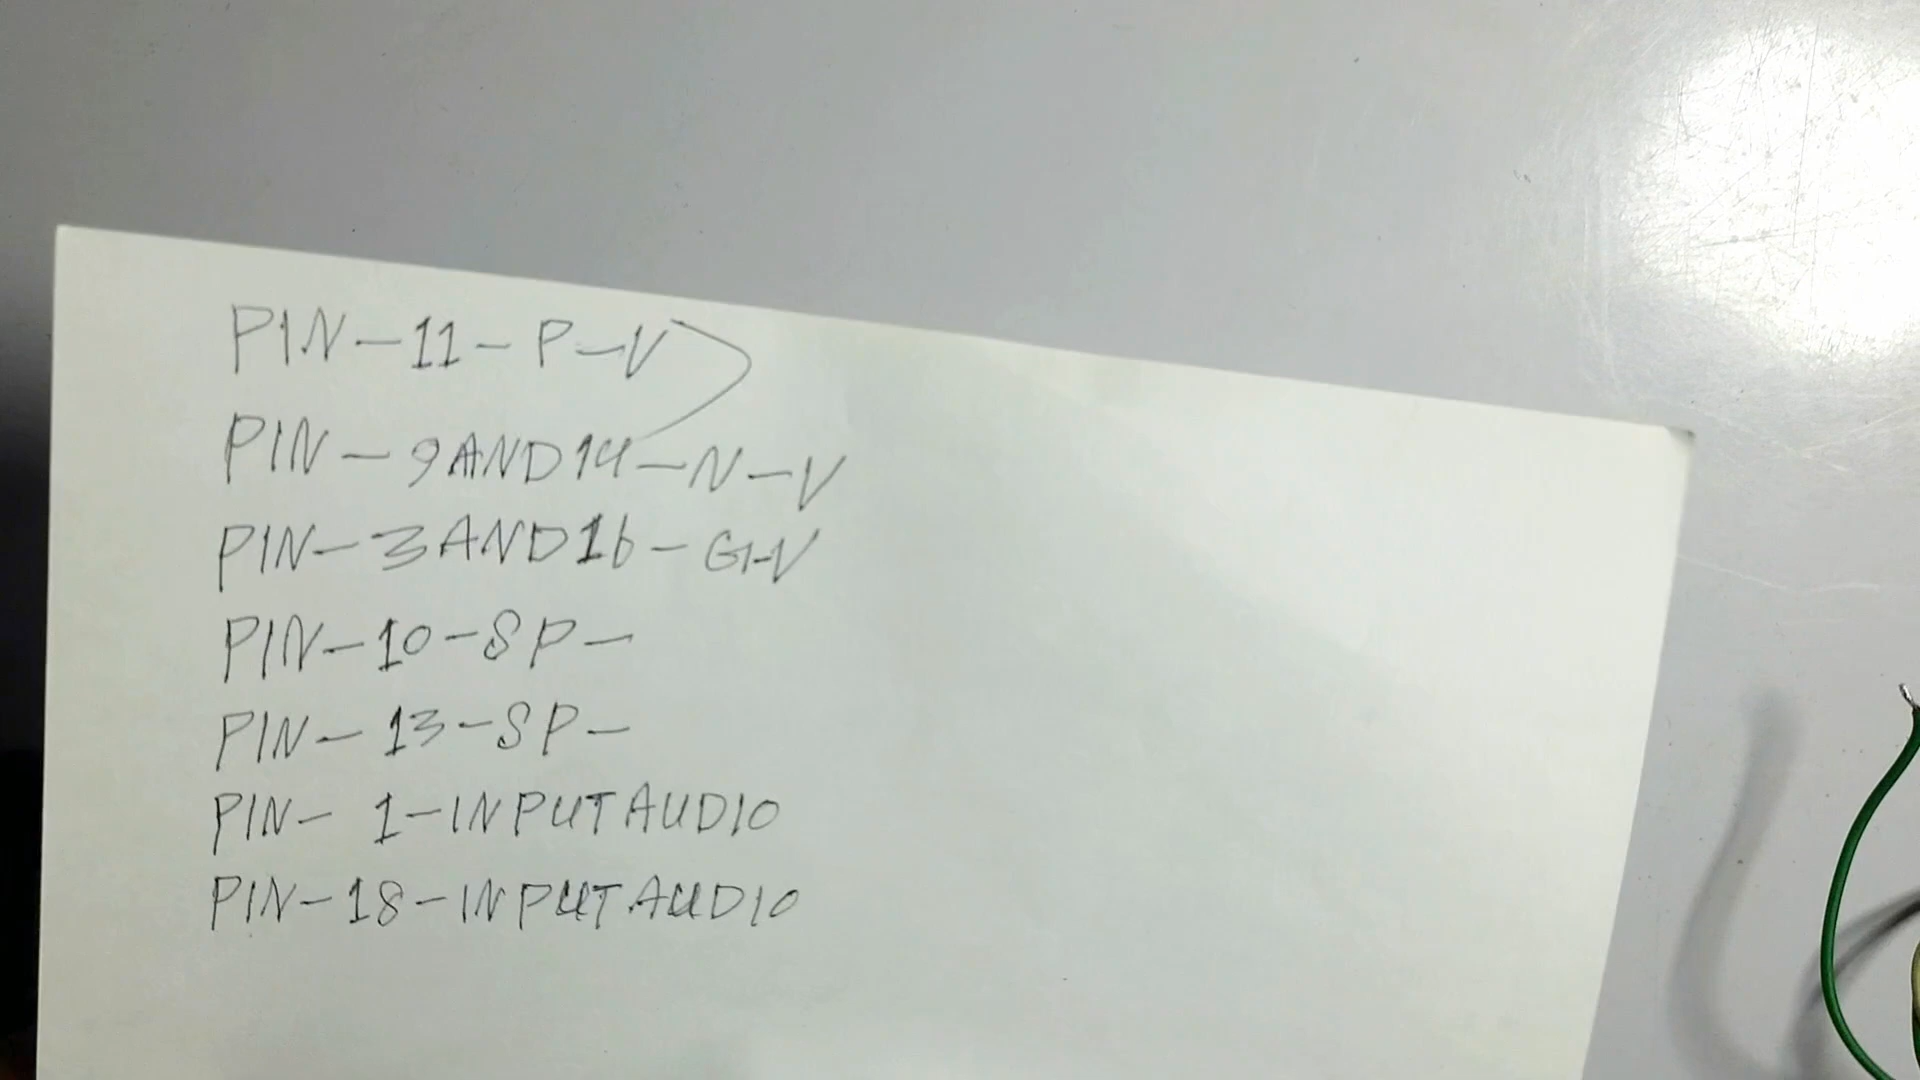 PIN-11-P-V
PIN-9AND14-N-V
PIN-3AND16-G-V
PIN-10-SP-
PIN-13-SP-
PIN-1-INPUTAUDIO
PIN-18-INPUTAUDIO